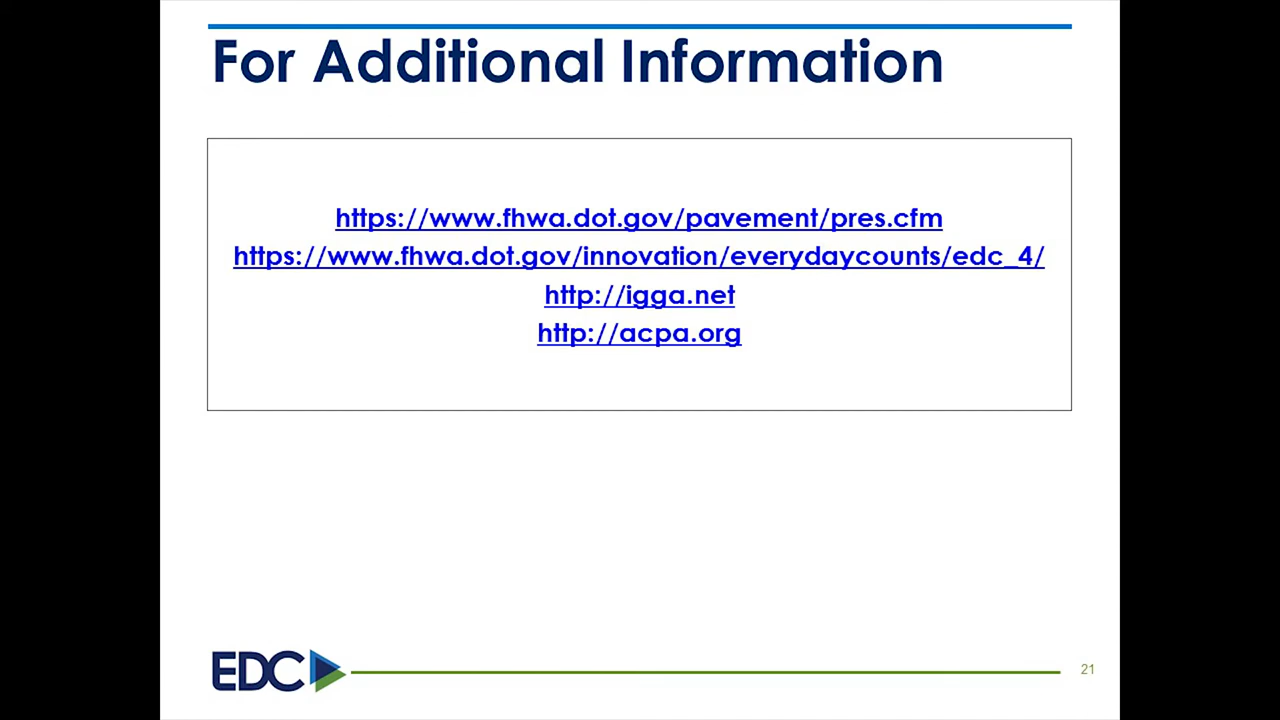 For Additional Information
https://www.fhwa.dot.gov/pavement/pres.cfm
https://www.fhwa.dot.gov/innovation/everydaycounts/edc_4/
http://igga.net
http://acpa.org
EDC
21